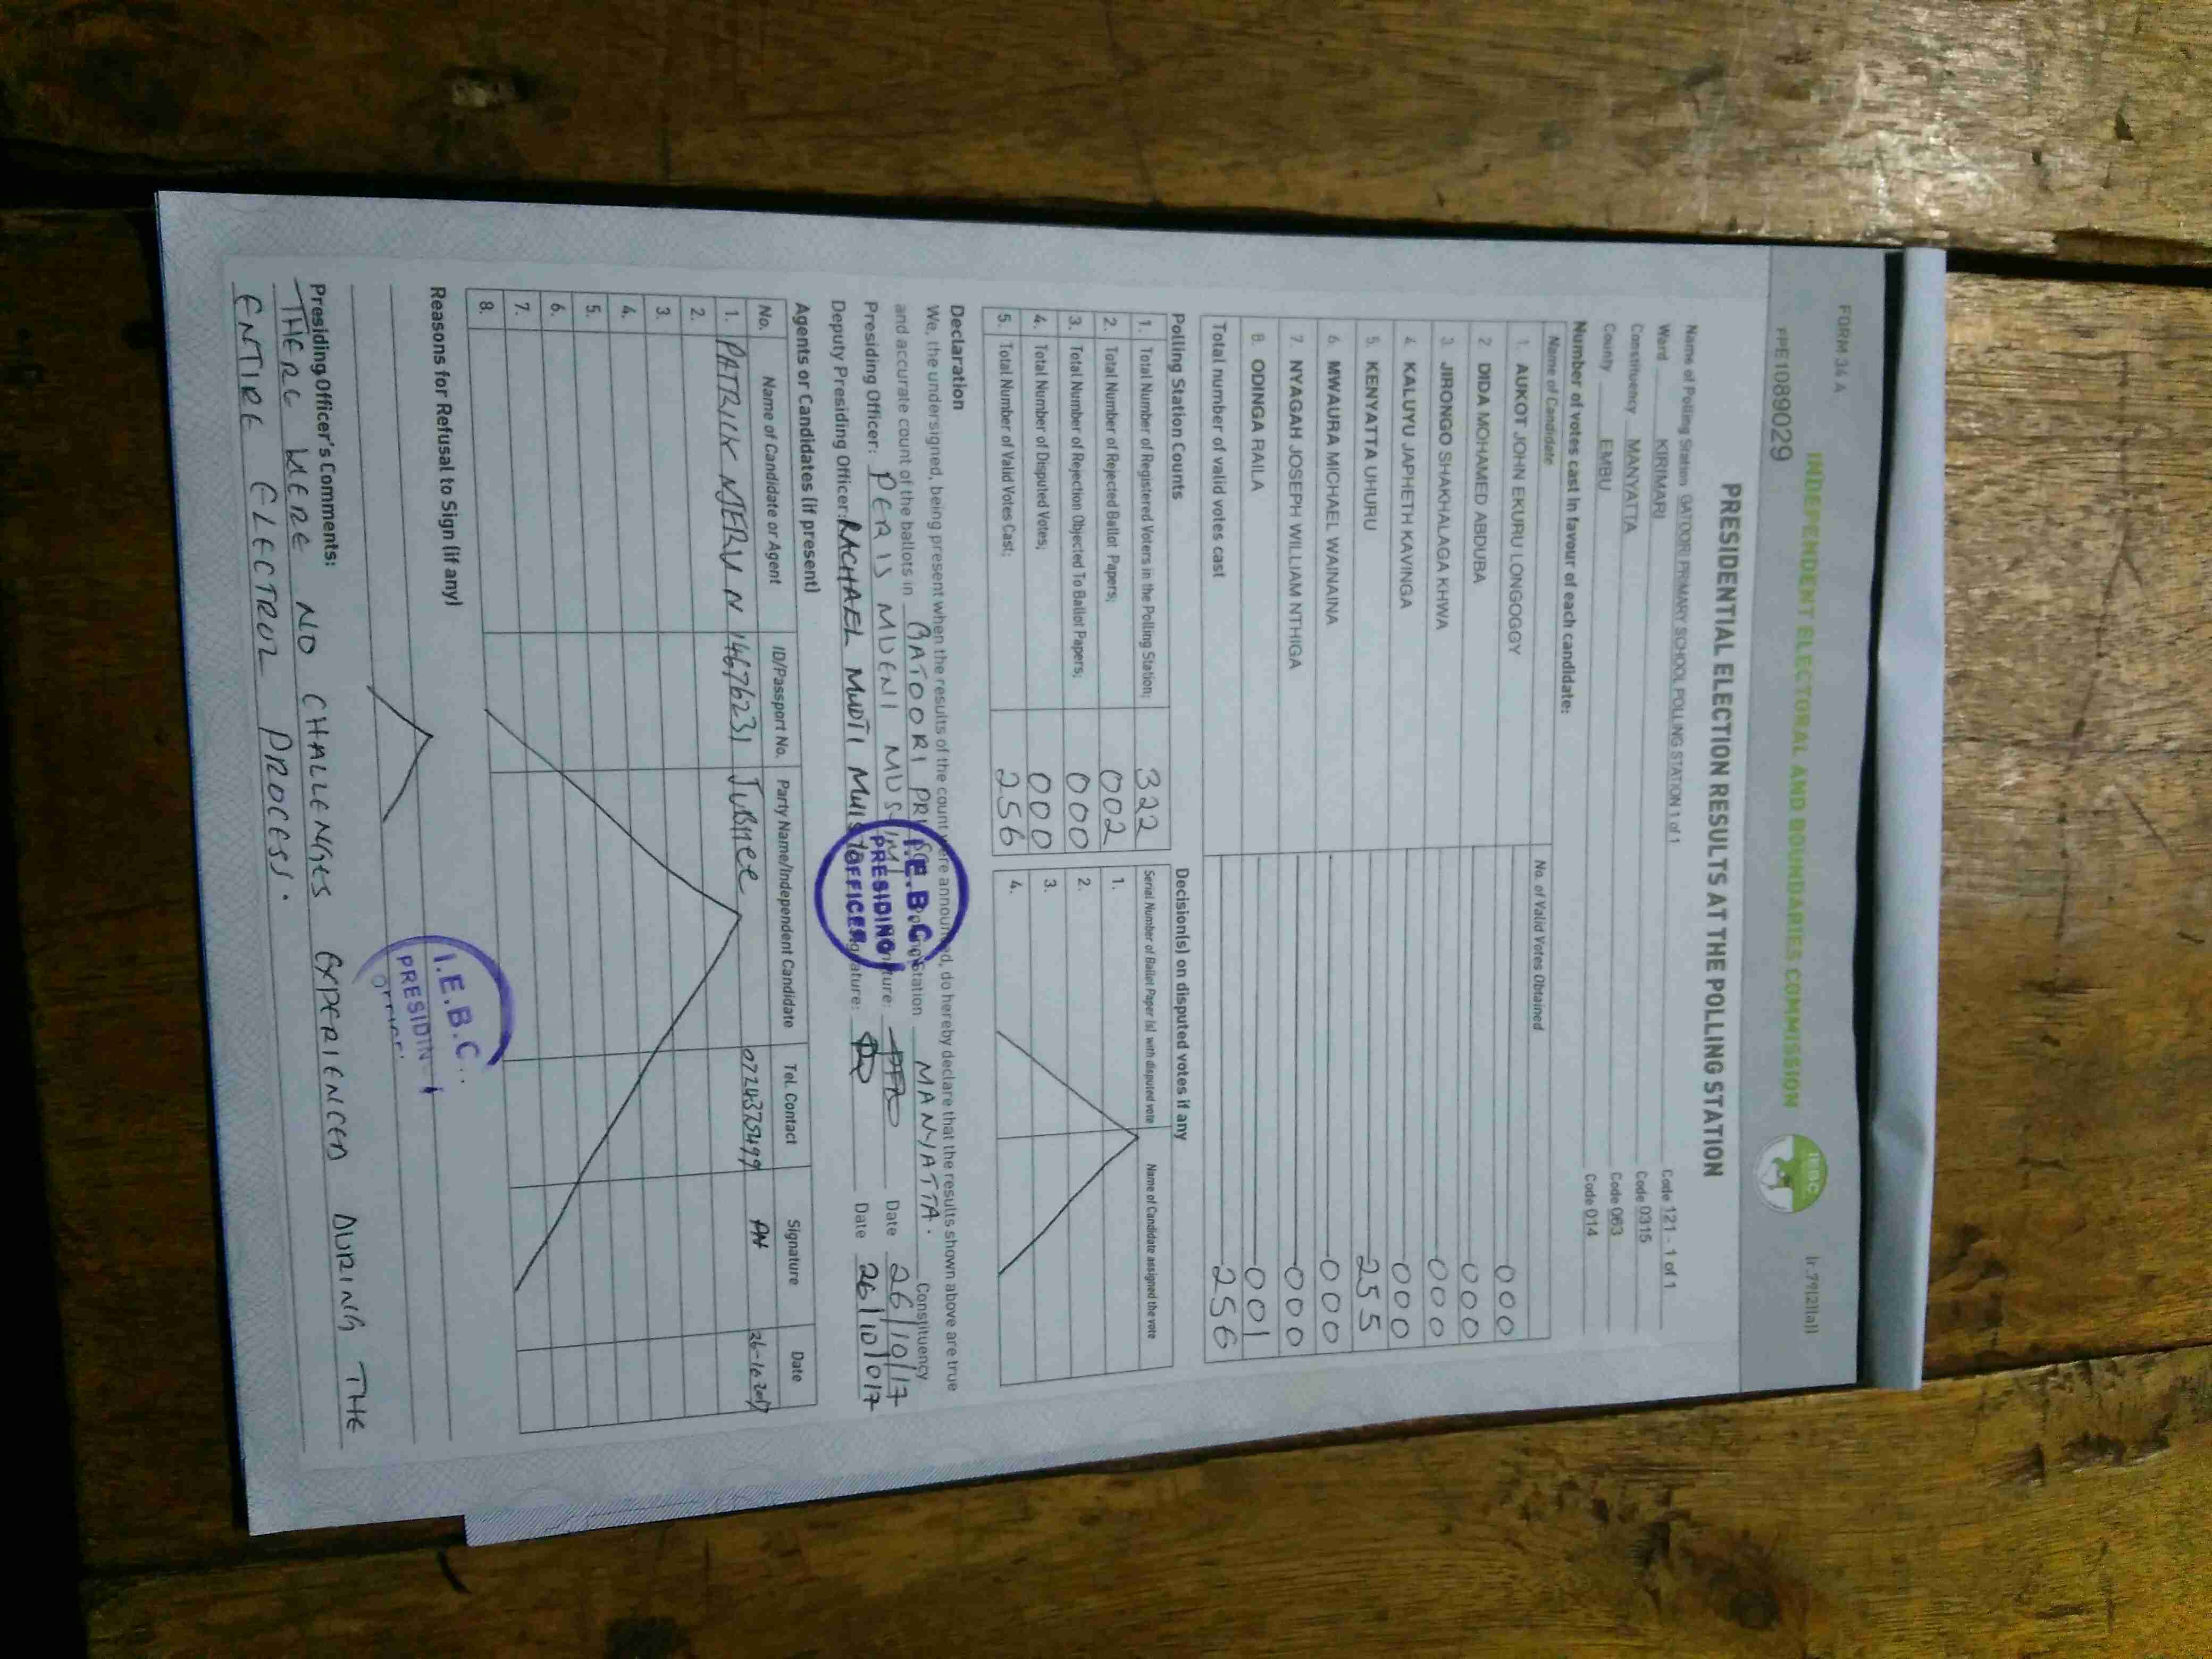 FORM 34 A
INDEPENDENT ELECTORAL AND BOUNDARIES COMMISSION
IEBC
(r.79(2)(a))
PPE1089029
PRESIDENTIAL ELECTION RESULTS AT THE POLLING STATION
Name of Polling Station GATOORI PRIMARY SCHOOL POLLING STATION 1 of 1 Code 121 - 1 of 1
Ward KIRIMARI Code 0315
Constituency MANYATTA Code 063
County EMBU Code 014
Number of votes cast in favour of each candidate:
Name of Candidate No. of Valid Votes Obtained
1. AUKOT JOHN EKURU LONGOGGY 000
2. DIDA MOHAMED ABDUBA 000
3. JIRONGO SHAKHALAGA KHWA 000
4. KALUYU JAPHETH KAVINGA 000
5. KENYATTA UHURU 255
6. MWAURA MICHAEL WAINAINA 000
7. NYAGAH JOSEPH WILLIAM NTHIGA 000
8. ODINGA RAILA 001
Total number of valid votes cast 256
Polling Station Counts
1. Total Number of Registered Voters in the Polling Station; 322
2. Total Number of Rejected Ballot Papers; 002
3. Total Number of Rejection Objected To Ballot Papers; 000
4. Total Number of Disputed Votes; 000
5. Total Number of Valid Votes Cast; 256
Decision(s) on disputed votes if any
Serial Number of Ballot Paper (s) with disputed vote Name of Candidate assigned the vote
1.
2.
3.
4.
Declaration
We, the undersigned, being present when the results of the count were announced, do hereby declare that the results shown above are true
and accurate count of the ballots in GATOORI PRI station MANYATTA. Constituency
Presiding Officer: PERIS MUENI Date 26/10/17
Deputy Presiding Officer: RACHAEL Date 26/10/017
I.E.B.C.
PRESIDING
OFFICER
Agents or Candidates (if present)
No. Name of Candidate or Agent ID/Passport No. Party Name/Independent Candidate Tel. Contact Signature Date
1. PATRICK NJERU N 14676231 JUBILEE 0724375499 PN 26-10-2017
2.
3.
4.
5.
6.
7.
8.
Reasons for Refusal to Sign (if any)
I.E.B.C.
PRESIDIN
Presiding Officer's Comments:
THERE WERE NO CHALLENGES EXPERIENCED DURING THE
ENTIRE ELECTROL PROCESS.